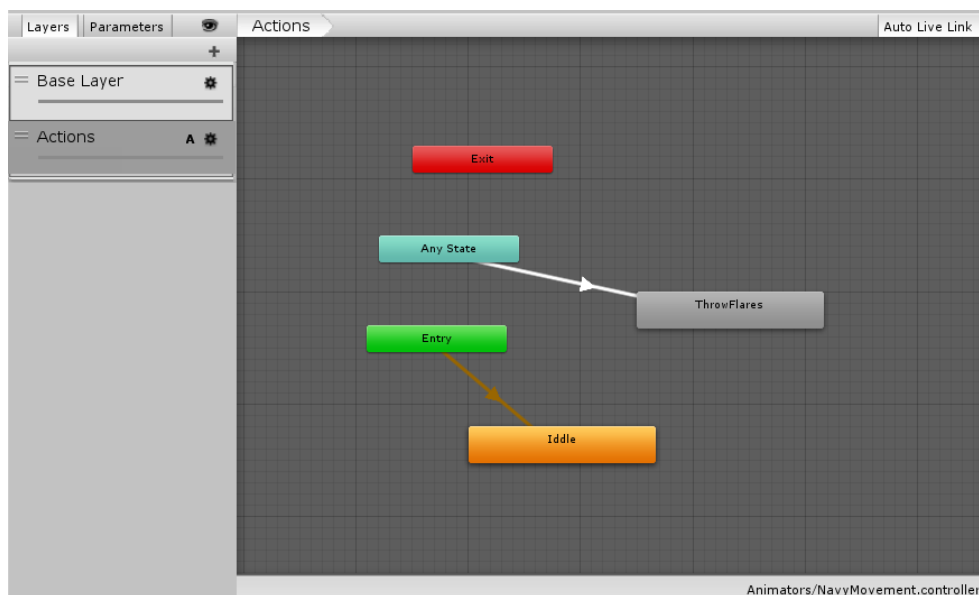 Layers Parameters Actions Auto Live Link
Base Layer
Actions A
Exit
Any State
ThrowFlares
Entry
Iddle
Animators/NavyMovement.controller